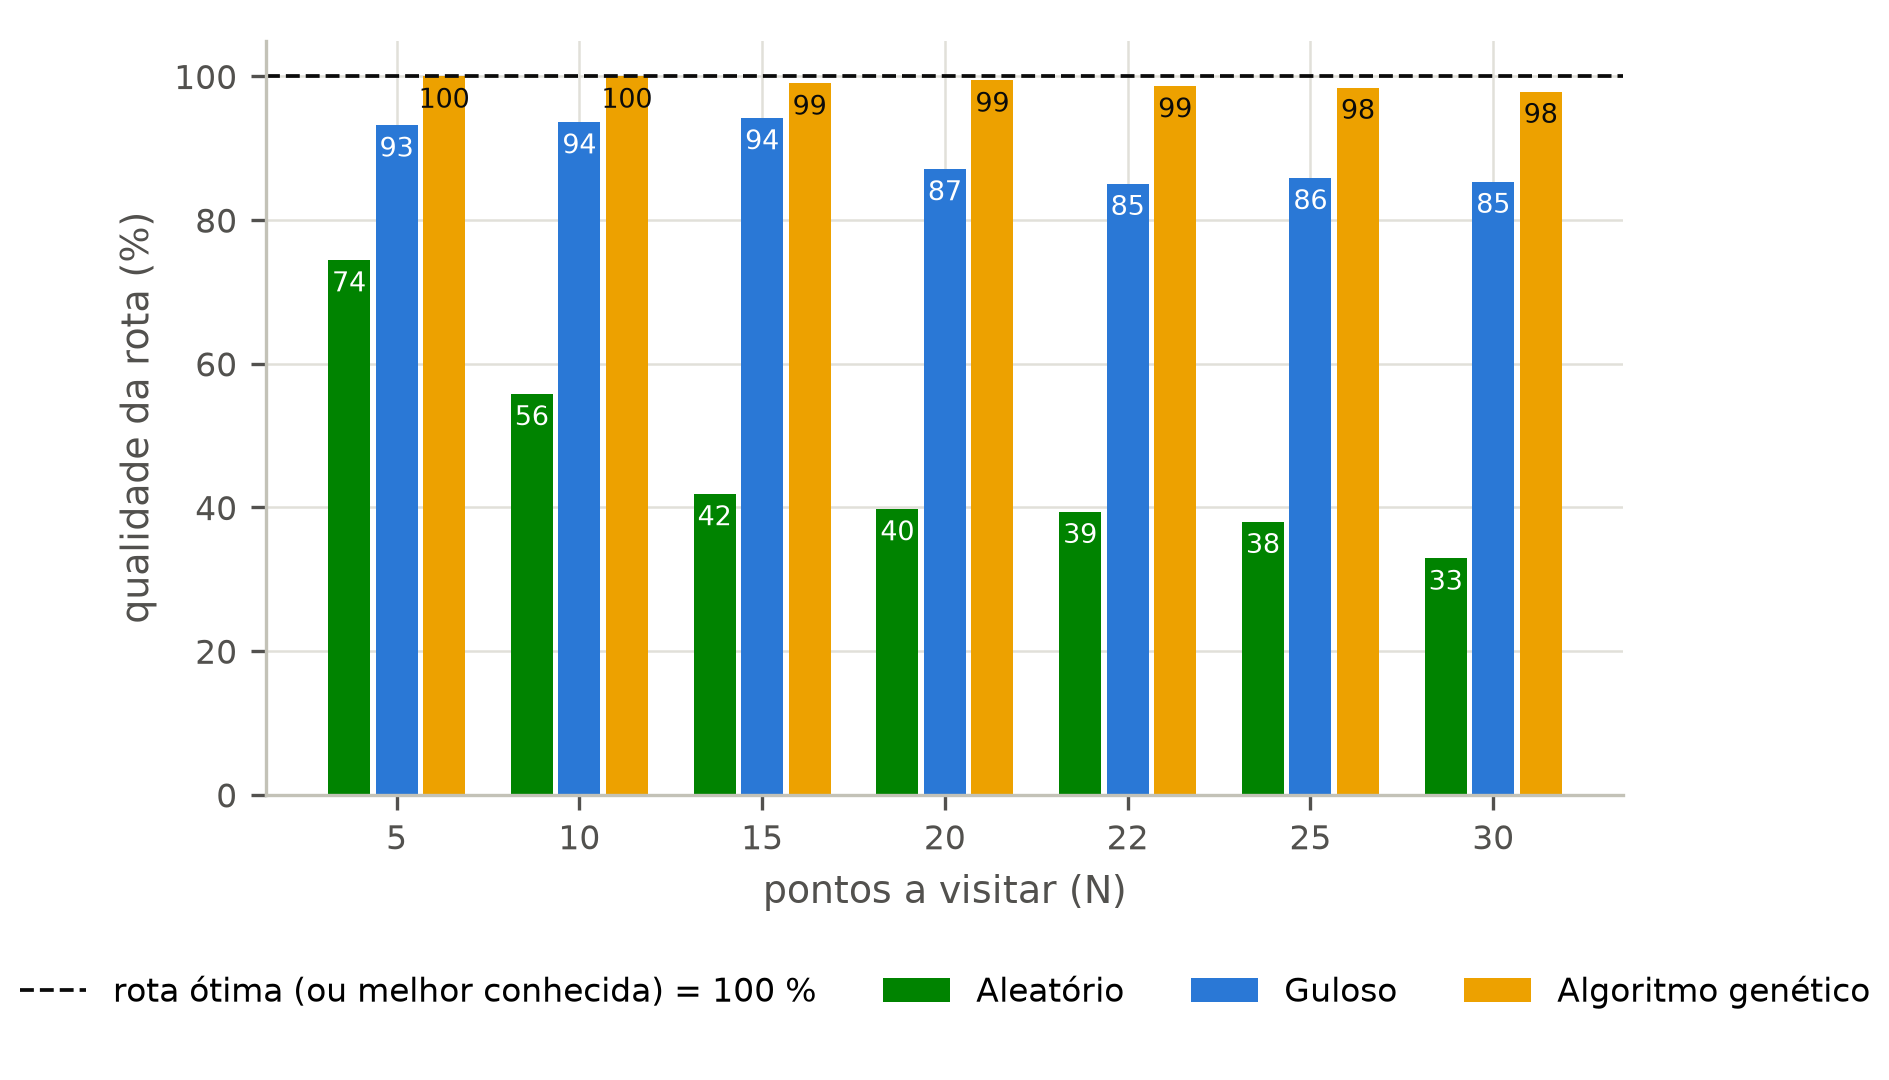 qualidade da rota (%)
100
80
60
40
20
0
74 93 100
56 94 100
42 94 99
40 87 99
39 85 99
38 86 98
33 85 98
5 10 15 20 22 25 30
pontos a visitar (N)
rota ótima (ou melhor conhecida) = 100 % Aleatório Guloso Algoritmo genético